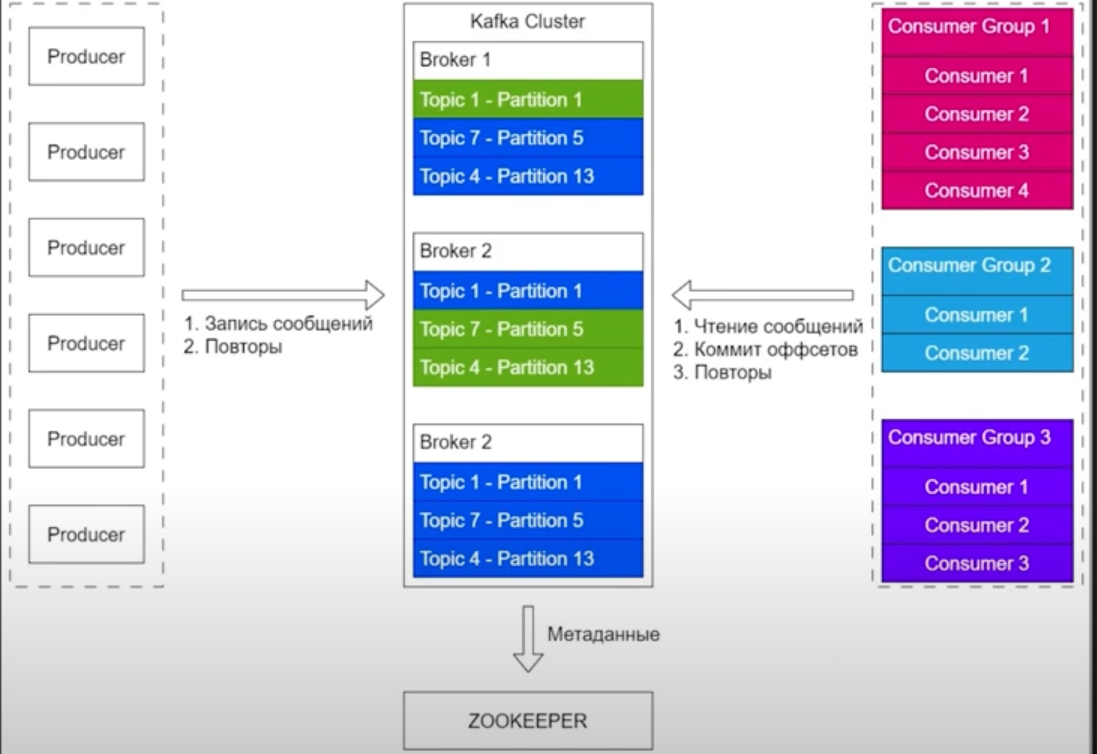 Producer
Producer
Producer
Producer
Producer
Producer
1. Запись сообщений
2. Повторы
Kafka Cluster
Broker 1
Topic 1 - Partition 1
Topic 7 - Partition 5
Topic 4 - Partition 13
Broker 2
Topic 1 - Partition 1
Topic 7 - Partition 5
Topic 4 - Partition 13
Broker 2
Topic 1 - Partition 1
Topic 7 - Partition 5
Topic 4 - Partition 13
Метаданные
ZOOKEEPER
1. Чтение сообщений
2. Коммит оффсетов
3. Повторы
Consumer Group 1
Consumer 1
Consumer 2
Consumer 3
Consumer 4
Consumer Group 2
Consumer 1
Consumer 2
Consumer Group 3
Consumer 1
Consumer 2
Consumer 3